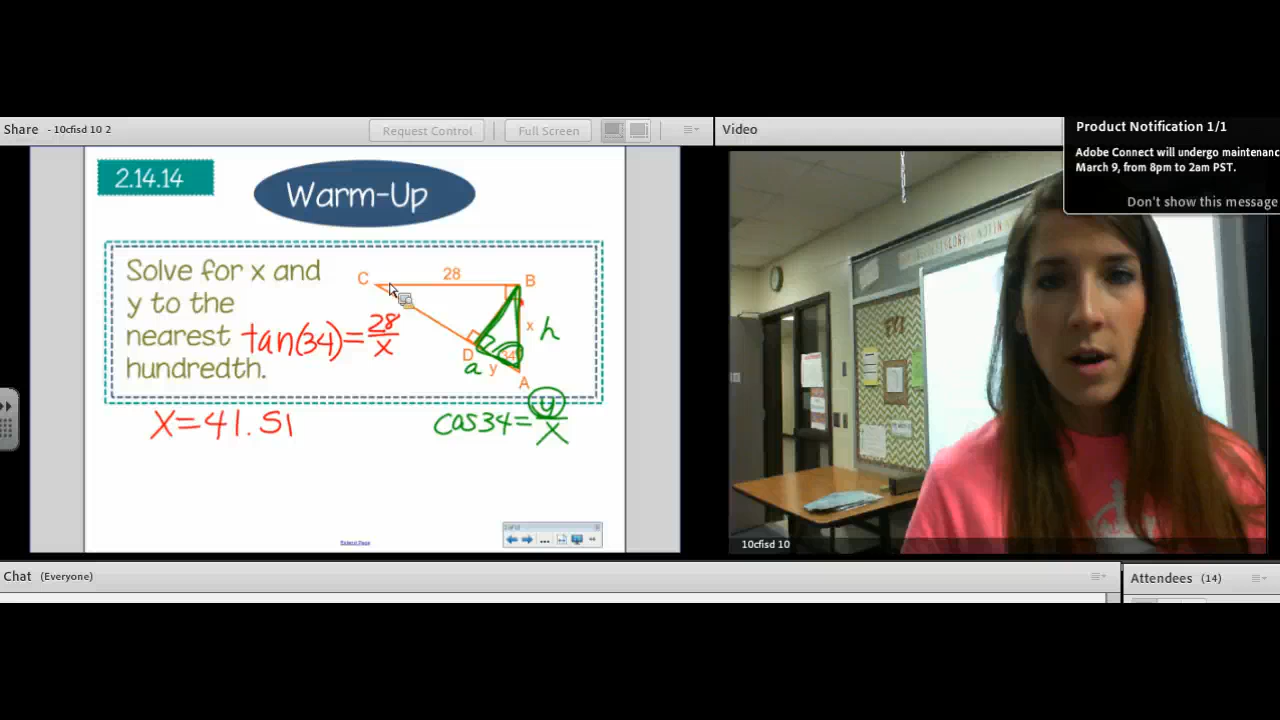 Share - 10cfisd 10 2
Request Control
Full Screen
Video
Product Notification 1/1
Adobe Connect will undergo maintenanc
March 9, from 8pm to 2am PST.
Don't show this message
2.14.14
Warm-Up
Solve for x and
y to the
nearest
hundredth.
tan(34)=28/x
C
28
B
x
h
D
34°
a
y
A
x=41.51
cos34=y/x
Extend Page
10cfisd 10
Chat (Everyone)
Attendees (14)